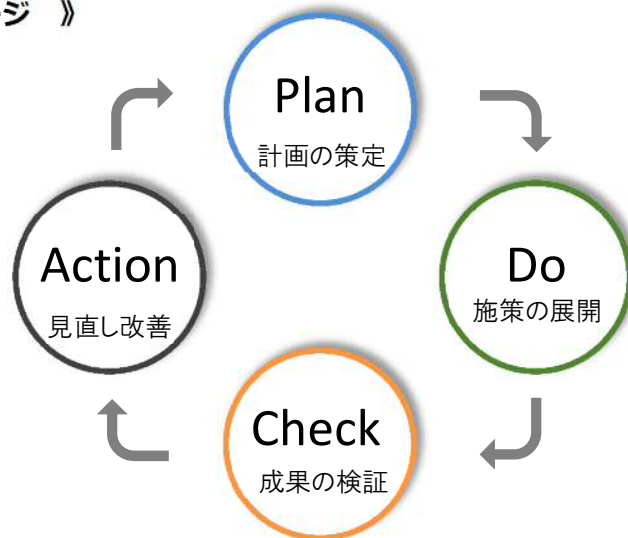 ジ 》
Plan
計画の策定
Action
見直し改善
Do
施策の展開
Check
成果の検証